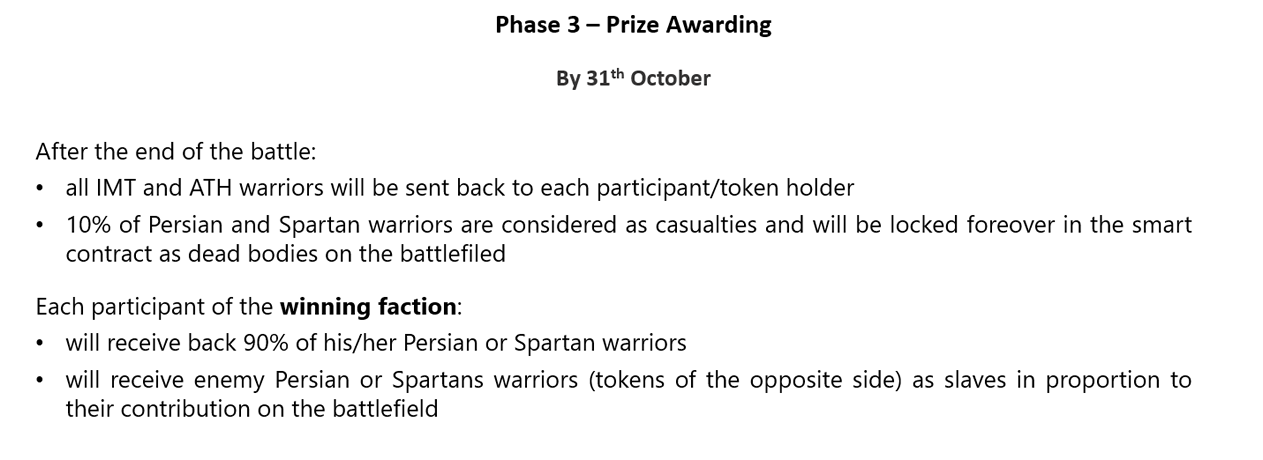 Phase 3 – Prize Awarding
By 31th October
After the end of the battle:
• all IMT and ATH warriors will be sent back to each participant/token holder
• 10% of Persian and Spartan warriors are considered as casualties and will be locked foreover in the smart
contract as dead bodies on the battlefiled
Each participant of the winning faction:
• will receive back 90% of his/her Persian or Spartan warriors
• will receive enemy Persian or Spartans warriors (tokens of the opposite side) as slaves in proportion to
their contribution on the battlefield